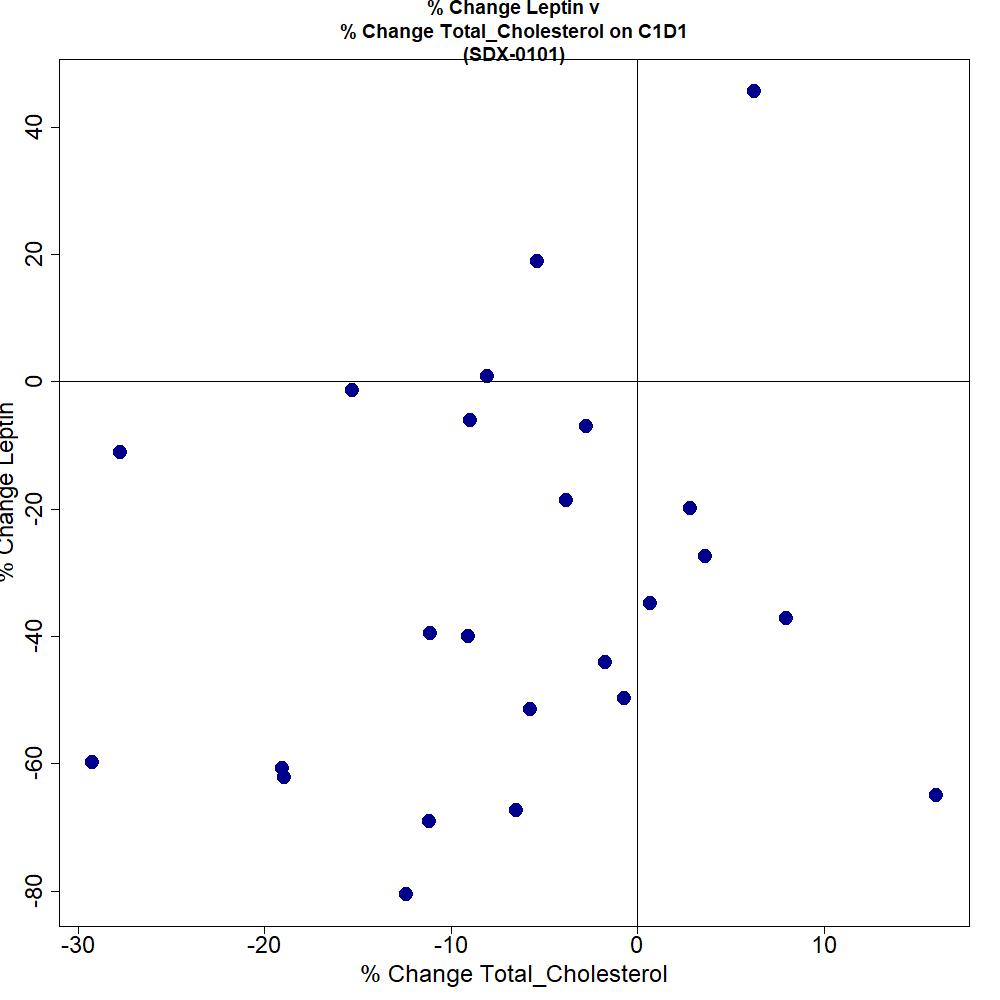 % Change Leptin v
% Change Total_Cholesterol on C1D1
(SDX-0101)
% Change Leptin
40
20
0
-20
-40
-60
-80
-30
-20
-10
0
10
% Change Total_Cholesterol